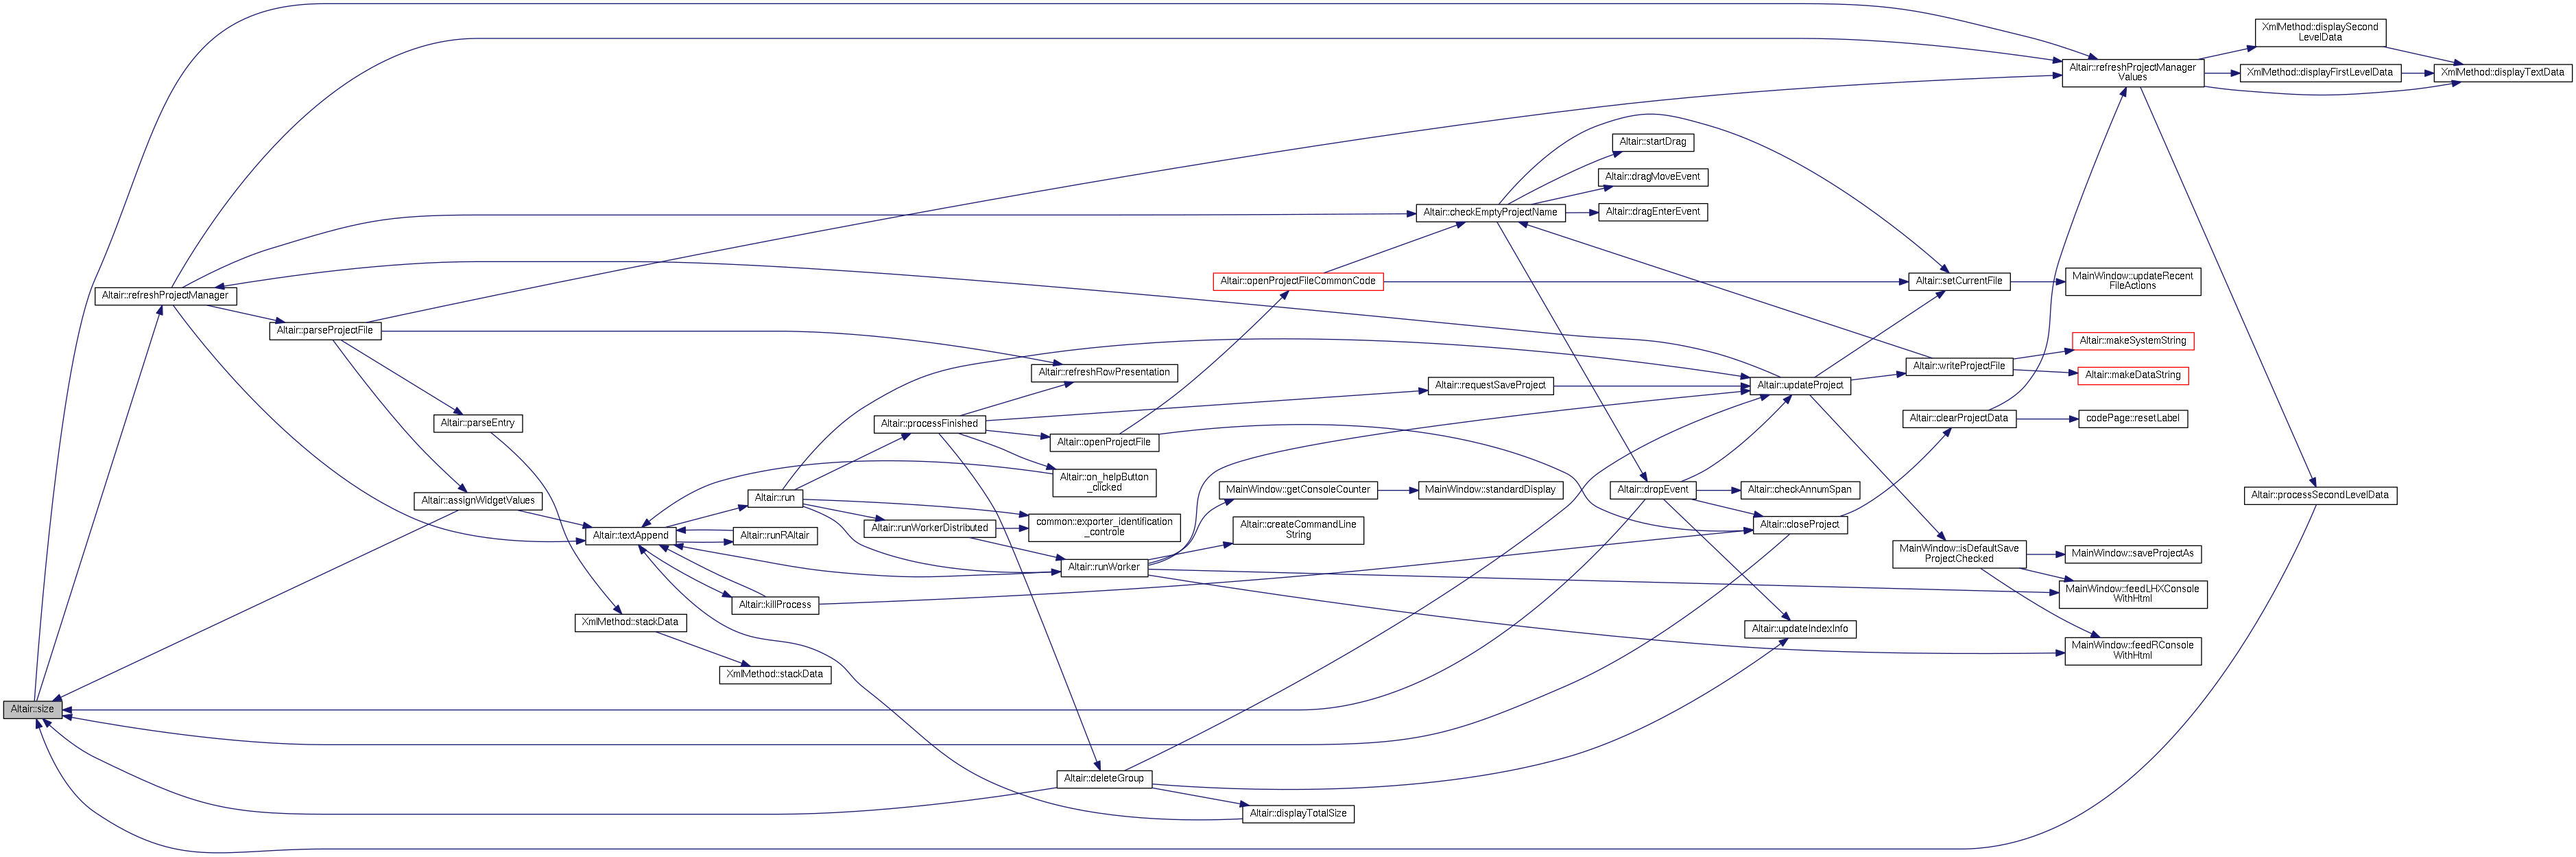 XmlMethod::displaySecond
LevelData
Altair::refreshProjectManager
Values
XmlMethod::displayFirstLevelData
XmlMethod::displayTextData
Altair::startDrag
Altair::dragMoveEvent
Altair::checkEmptyProjectName
Altair::dragEnterEvent
Altair::openProjectFileCommonCode
Altair::setCurrentFile
MainWindow::updateRecent
FileActions
Altair::refreshProjectManager
Altair::parseProjectFile
Altair::makeSystemString
Altair::writeProjectFile
Altair::makeDataString
Altair::refreshRowPresentation
Altair::requestSaveProject
Altair::updateProject
Altair::parseEntry
Altair::processFinished
Altair::openProjectFile
Altair::clearProjectData
codePage::resetLabel
Altair::on_helpButton
_clicked
Altair::assignWidgetValues
Altair::run
MainWindow::getConsoleCounter
MainWindow::standardDisplay
Altair::dropEvent
Altair::checkAnnumSpan
Altair::processSecondLevelData
Altair::textAppend
Altair::runRAltair
Altair::runWorkerDistributed
common::exporter_identification
_controle
Altair::createCommandLine
String
Altair::closeProject
Altair::runWorker
MainWindow::isDefaultSave
ProjectChecked
MainWindow::saveProjectAs
MainWindow::feedLHXConsole
WithHtml
Altair::killProcess
XmlMethod::stackData
Altair::updateIndexInfo
MainWindow::feedRConsole
WithHtml
XmlMethod::stackData
Altair::size
Altair::deleteGroup
Altair::displayTotalSize